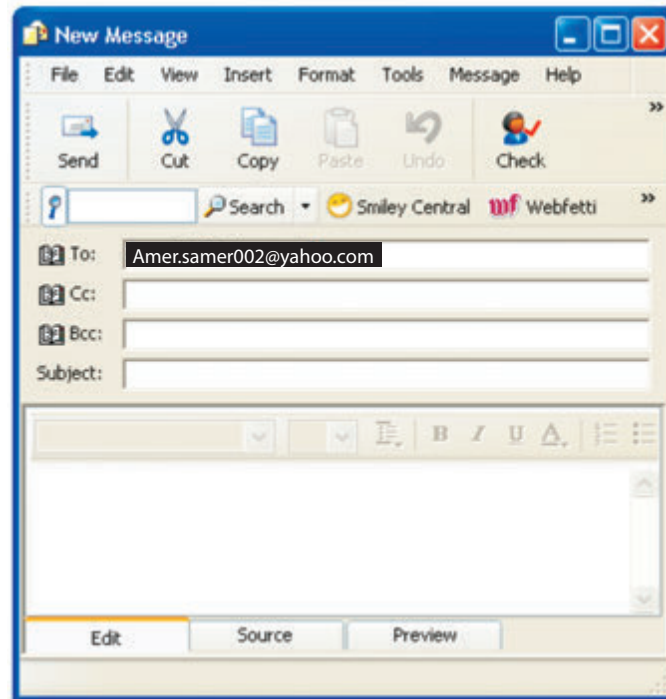 New Message
File Edit View Insert Format Tools Message Help
Send Cut Copy Paste Undo Check »
Search Smiley Central mf Webfetti »
To: Amer.samer002@yahoo.com
Cc:
Bcc:
Subject:
B I U A
Edit Source Preview